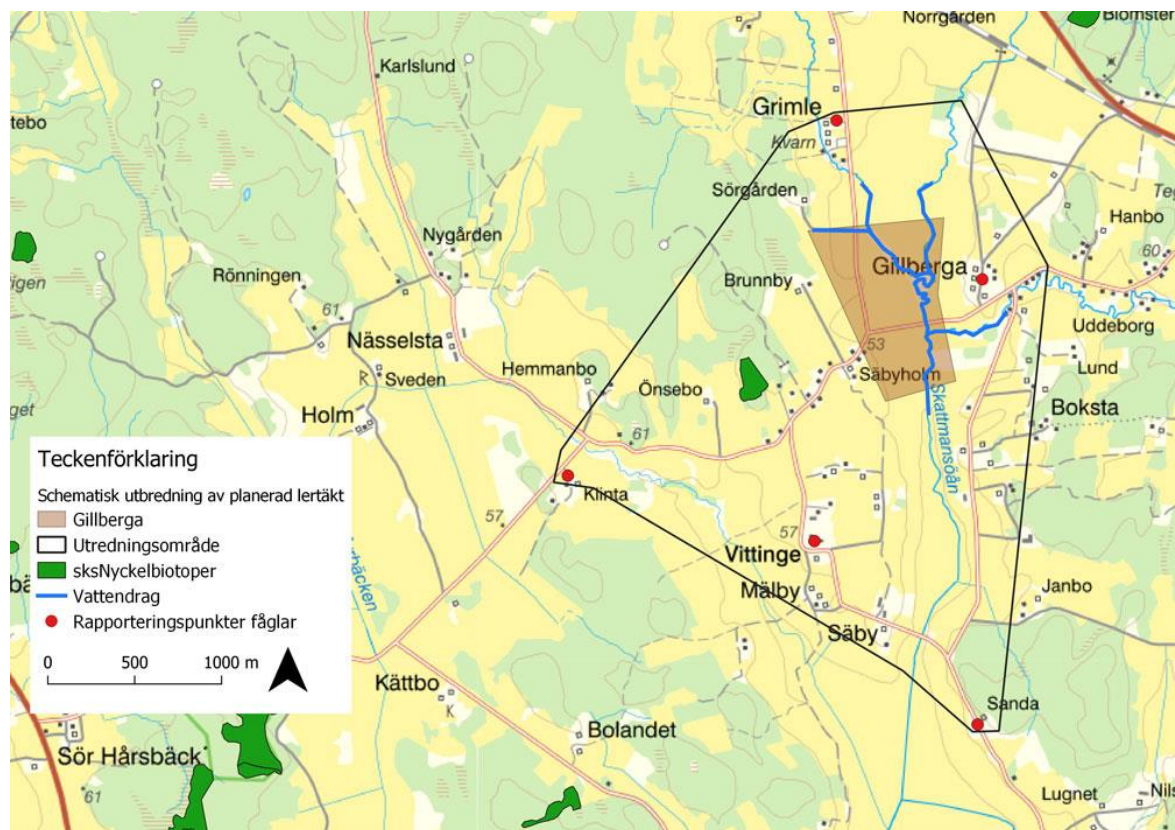 Norrgården
Blomster
Karlslund
tebo
Grimle
Kvarn
Sörgården
Hanbo
Nygården
Gillberga
60
Rönningen
Brunnby
61
Uddeborg
Nässelsta
53
Hemmanbo
Säbyholm
Lund
R
Sveden
Önsebo
Skattmansöån
Boksta
Holm
61
Teckenförklaring
Schematisk utbredning av planerad lertäkt
Gillberga
Utredningsområde
sksNyckelbiotoper
Vattendrag
Rapporteringspunkter fåglar
0 500 1000 m
Klinta
57
57
Vittinge
Mälby
Janbo
Säby
Kättbo
K
Sanda
Bolandet
Sör Hårsbäck
61
Lugnet
Nils